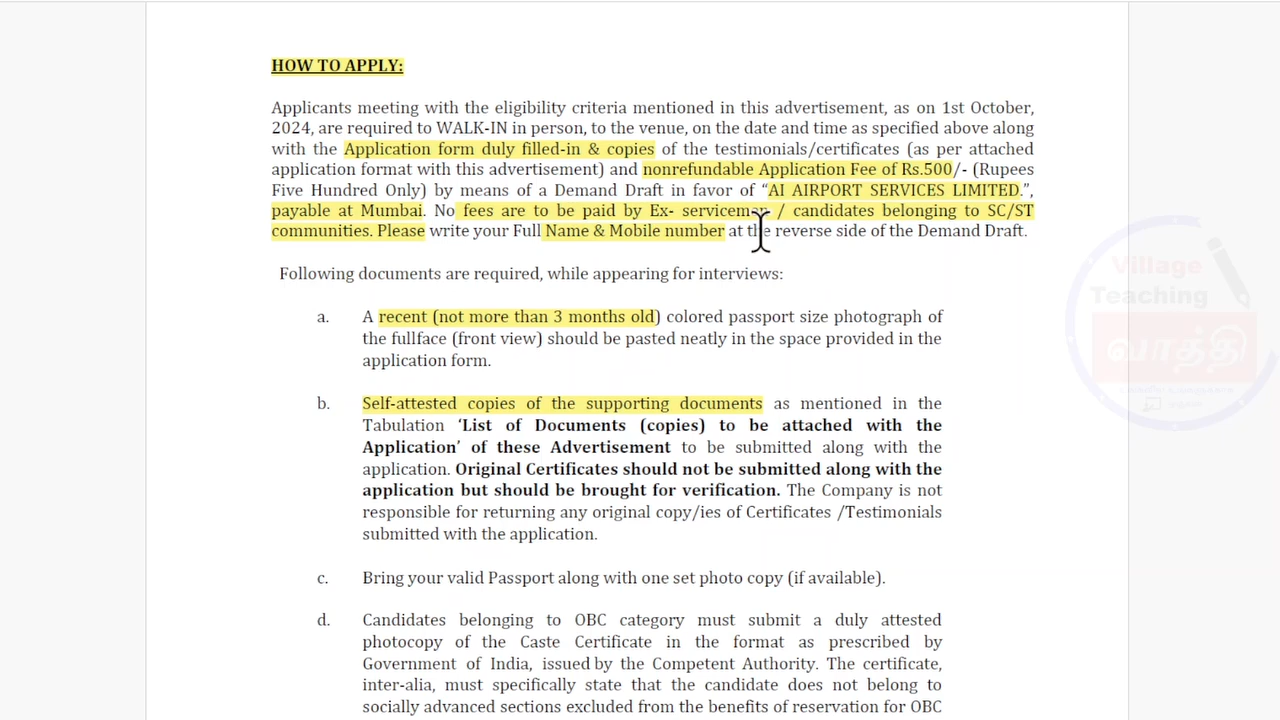 HOW TO APPLY:
Applicants meeting with the eligibility criteria mentioned in this advertisement, as on 1st October,
2024, are required to WALK-IN in person, to the venue, on the date and time as specified above along
with the Application form duly filled-in & copies of the testimonials/certificates (as per attached
application format with this advertisement) and nonrefundable Application Fee of Rs.500/- (Rupees
Five Hundred Only) by means of a Demand Draft in favor of “AI AIRPORT SERVICES LIMITED.”,
payable at Mumbai. No fees are to be paid by Ex- serviceman / candidates belonging to SC/ST
communities. Please write your Full Name & Mobile number at the reverse side of the Demand Draft.
Following documents are required, while appearing for interviews:
a. A recent (not more than 3 months old) colored passport size photograph of
the fullface (front view) should be pasted neatly in the space provided in the
application form.
b. Self-attested copies of the supporting documents as mentioned in the
Tabulation ‘List of Documents (copies) to be attached with the
Application’ of these Advertisement to be submitted along with the
application. Original Certificates should not be submitted along with the
application but should be brought for verification. The Company is not
responsible for returning any original copy/ies of Certificates /Testimonials
submitted with the application.
c. Bring your valid Passport along with one set photo copy (if available).
d. Candidates belonging to OBC category must submit a duly attested
photocopy of the Caste Certificate in the format as prescribed by
Government of India, issued by the Competent Authority. The certificate,
inter-alia, must specifically state that the candidate does not belong to
socially advanced sections excluded from the benefits of reservation for OBC
Village
Teaching
வாத்தி